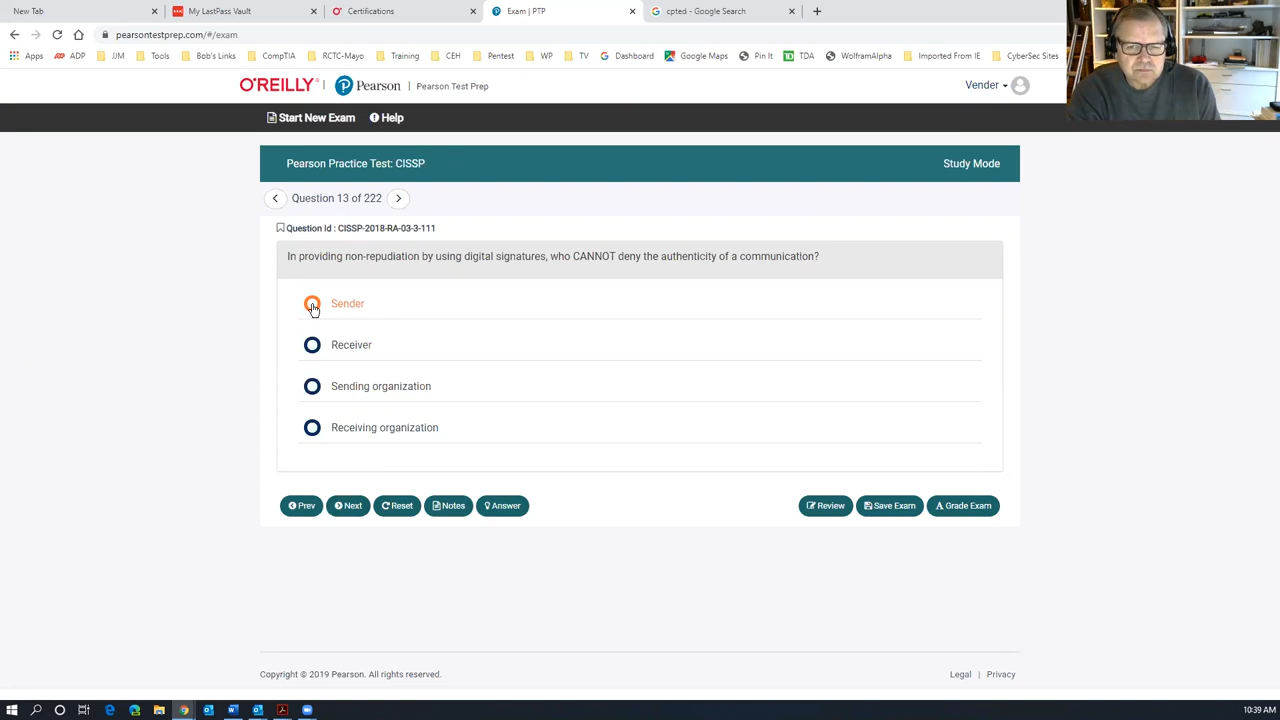 New Tab
My LastPass Vault
Certifications
Exam | PTP
cpted - Google Search
pearsontestprep.com/#/exam
Apps ADP JJM Tools Bob's Links CompTIA RCTC-Mayo Training CEH Pentest WP TV Dashboard Google Maps Pin It TDA WolframAlpha Imported From IE CyberSec Sites
O'REILLY Pearson Pearson Test Prep
Vender
Start New Exam Help
Pearson Practice Test: CISSP Study Mode
Question 13 of 222
Question Id : CISSP-2018-RA-03-3-111
In providing non-repudiation by using digital signatures, who CANNOT deny the authenticity of a communication?
Sender
Receiver
Sending organization
Receiving organization
Prev Next Reset Notes Answer Review Save Exam Grade Exam
Copyright © 2019 Pearson. All rights reserved. Legal | Privacy
10:39 AM